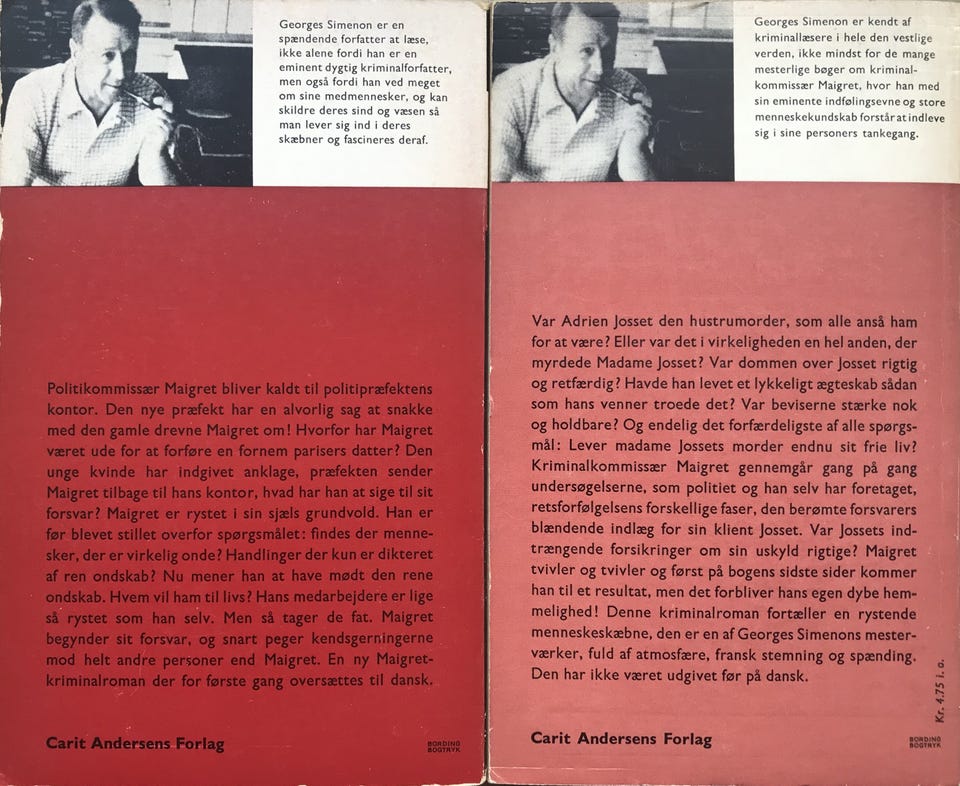 Georges Simenon er en
spændende forfatter at læse,
ikke alene fordi han er en
eminent dygtig kriminalforfatter,
men også fordi han ved meget
om sine medmennesker, og kan
skildre deres sind og væsen så
man lever sig ind i deres
skæbner og fascineres deraf.
Politikommissær Maigret bliver kaldt til politipræfektens
kontor. Den nye præfekt har en alvorlig sag at snakke
med den gamle drevne Maigret om! Hvorfor har Maigret
været ude for at forføre en fornem parisers datter? Den
unge kvinde har indgivet anklage, præfekten sender
Maigret tilbage til hans kontor, hvad har han at sige til sit
forsvar? Maigret er rystet i sin sjæls grundvold. Han er
før blevet stillet overfor spørgsmålet: findes der menne-
sker, der er virkelig onde? Handlinger der kun er dikteret
af ren ondskab? Nu mener han at have mødt den rene
ondskab. Hvem vil ham til livs? Hans medarbejdere er lige
så rystet som han selv. Men så tager de fat. Maigret
begynder sit forsvar, og snart peger kendsgerningerne
mod helt andre personer end Maigret. En ny Maigret-
kriminalroman der for første gang oversættes til dansk.
Carit Andersens Forlag
BORDING
BOGTRYK
Georges Simenon er kendt af
kriminallæsere i hele den vestlige
verden, ikke mindst for de mange
mesterlige bøger om kriminal-
kommissær Maigret, hvor han med
sin eminente indfølingsevne og store
menneskekundskab forstår at indleve
sig i sine personers tankegang.
Var Adrien Josset den hustrumorder, som alle anså ham
for at være? Eller var det i virkeligheden en hel anden, der
myrdede Madame Josset? Var dommen over Josset rigtig
og retfærdig? Havde han levet et lykkeligt ægteskab sådan
som hans venner troede det? Var beviserne stærke nok
og holdbare? Og endelig det forfærdeligste af alle spørgs-
mål: Lever madame Jossets morder endnu sit frie liv?
Kriminalkommissær Maigret gennemgår gang på gang
undersøgelserne, som politiet og han selv har foretaget,
retsforfølgelsens forskellige faser, den berømte forsvarers
blændende indlæg for sin klient Josset. Var Jossets ind-
trængende forsikringer om sin uskyld rigtige? Maigret
tvivler og tvivler og først på bogens sidste sider kommer
han til et resultat, men det forbliver hans egen dybe hem-
melighed! Denne kriminalroman fortæller en rystende
menneskeskæbne, den er en af Georges Simenons mester-
værker, fuld af atmosfære, fransk stemning og spænding.
Den har ikke været udgivet før på dansk.
Kr. 4.75 i. o.
Carit Andersens Forlag
BORDING
BOGTRYK